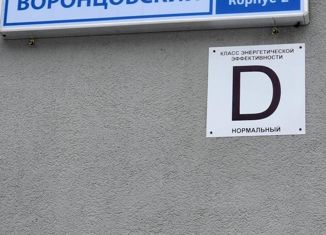 ВОРОНЦОВСКИЙ
корпус 2
КЛАСС ЭНЕРГЕТИЧЕСКОЙ
ЭФФЕКТИВНОСТИ
D
НОРМАЛЬНЫЙ